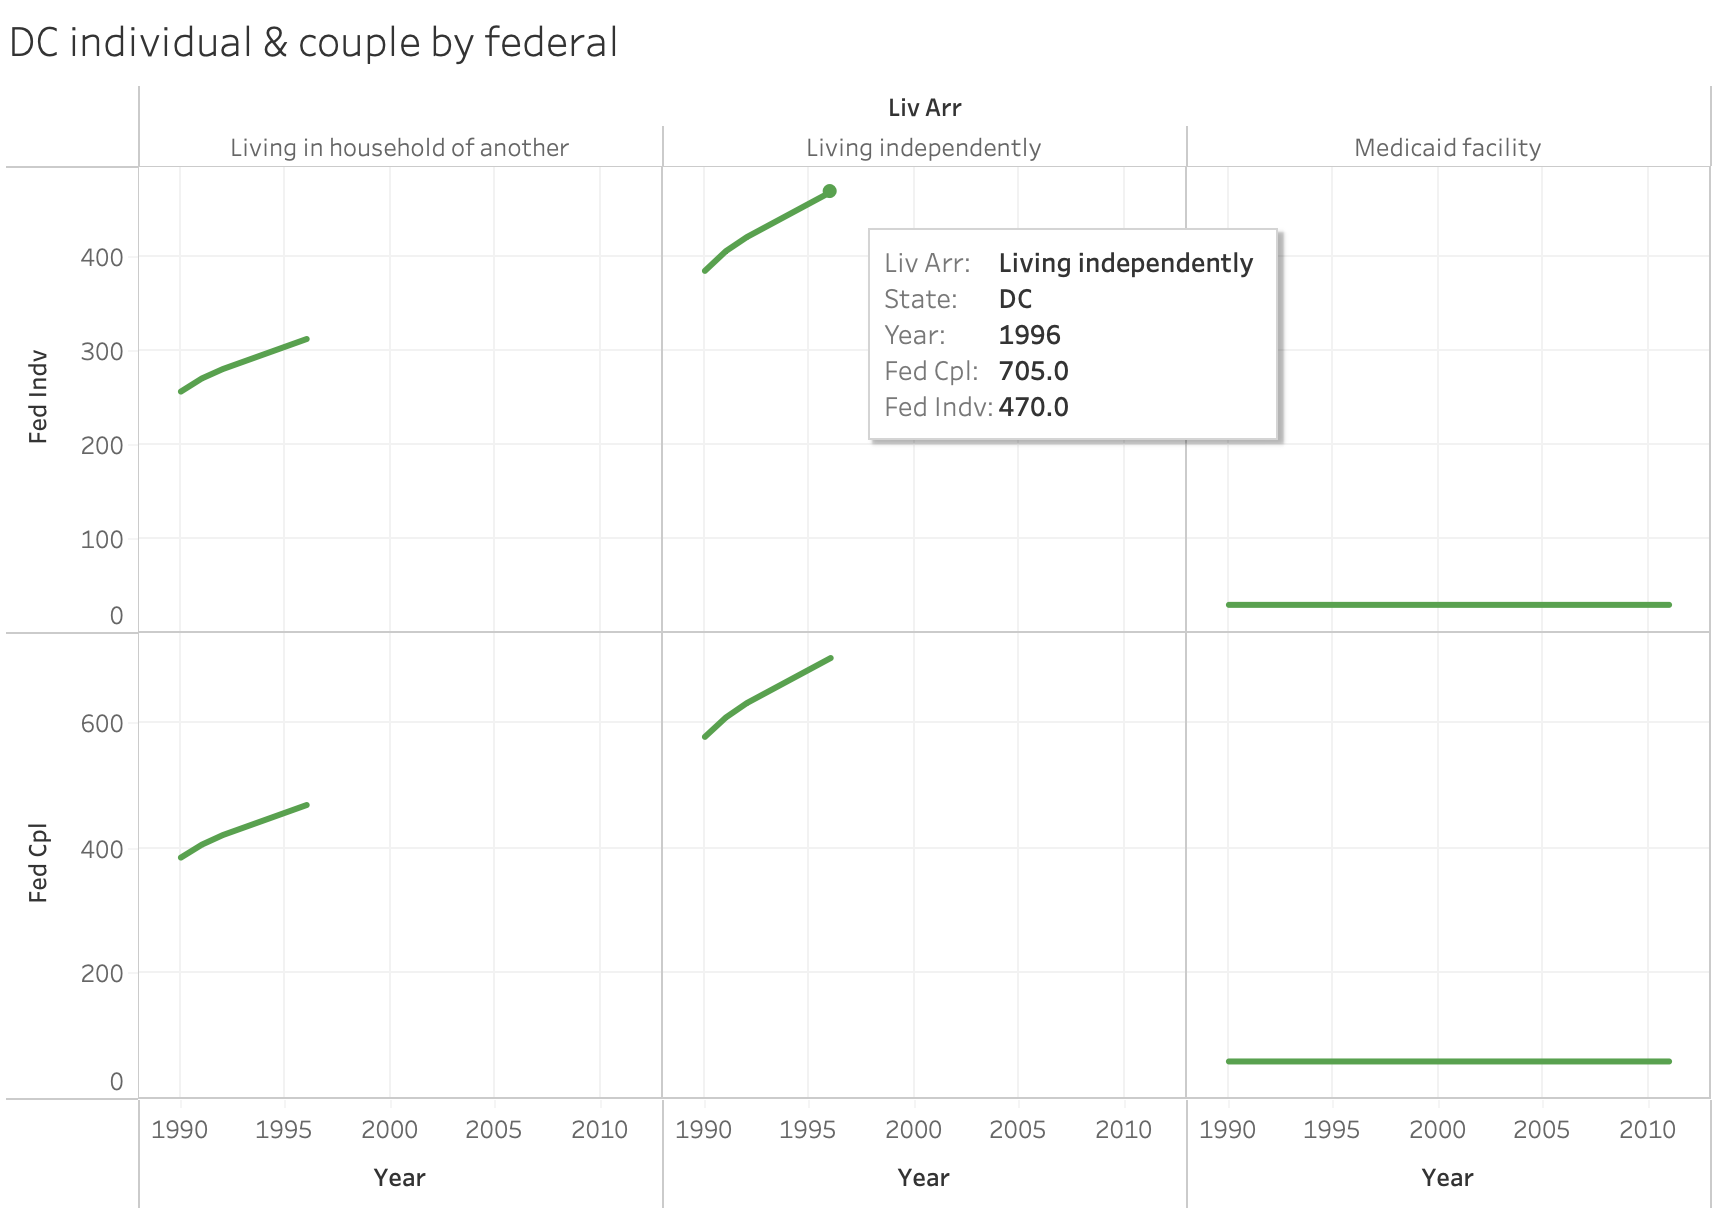 DC individual & couple by federal
Liv Arr
Living in household of another
Living independently
Medicaid facility
Fed Indv
400
300
200
100
0
Liv Arr: Living independently
State: DC
Year: 1996
Fed Cpl: 705.0
Fed Indv: 470.0
Fed Cpl
600
400
200
0
1990 1995 2000 2005 2010 1990 1995 2000 2005 2010 1990 1995 2000 2005 2010
Year Year Year